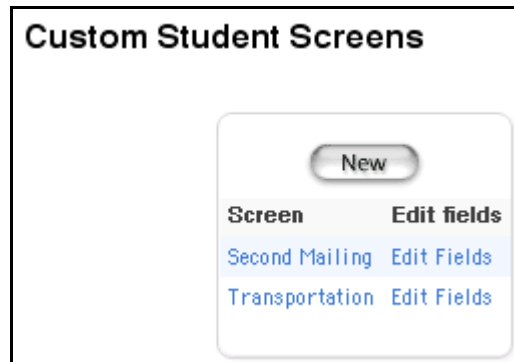 Custom Student Screens
New
Screen Edit fields
Second Mailing Edit Fields
Transportation Edit Fields